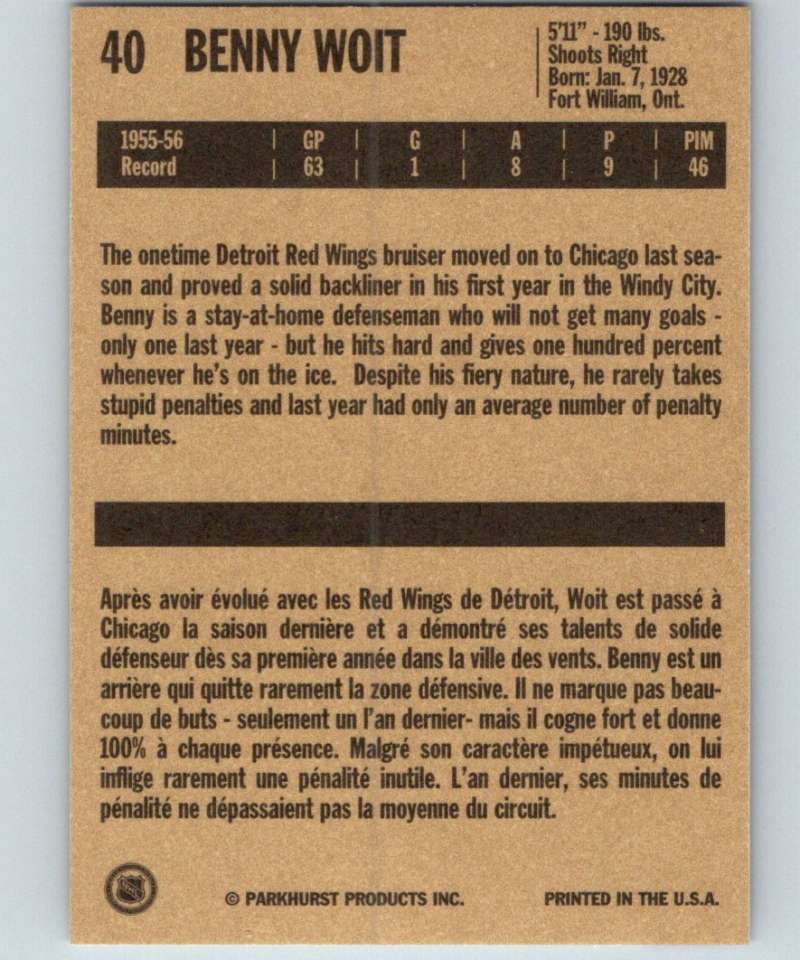 40 BENNY WOIT
5'11" - 190 lbs.
Shoots Right
Born: Jan. 7, 1928
Fort William, Ont.
1955-56 | GP | G | A | P | PIM
Record | 63 | 1 | 8 | 9 | 46
The onetime Detroit Red Wings bruiser moved on to Chicago last sea-
son and proved a solid backliner in his first year in the Windy City.
Benny is a stay-at-home defenseman who will not get many goals -
only one last year - but he hits hard and gives one hundred percent
whenever he's on the ice. Despite his fiery nature, he rarely takes
stupid penalties and last year had only an average number of penalty
minutes.
Après avoir évolué avec les Red Wings de Détroit, Woit est passé à
Chicago la saison dernière et a démontré ses talents de solide
défenseur dès sa première année dans la ville des vents. Benny est un
arrière qui quitte rarement la zone défensive. Il ne marque pas beau-
coup de buts - seulement un l'an dernier- mais il cogne fort et donne
100% à chaque présence. Malgré son caractère impétueux, on lui
inflige rarement une pénalité inutile. L'an dernier, ses minutes de
pénalité ne dépassaient pas la moyenne du circuit.
© PARKHURST PRODUCTS INC. PRINTED IN THE U.S.A.